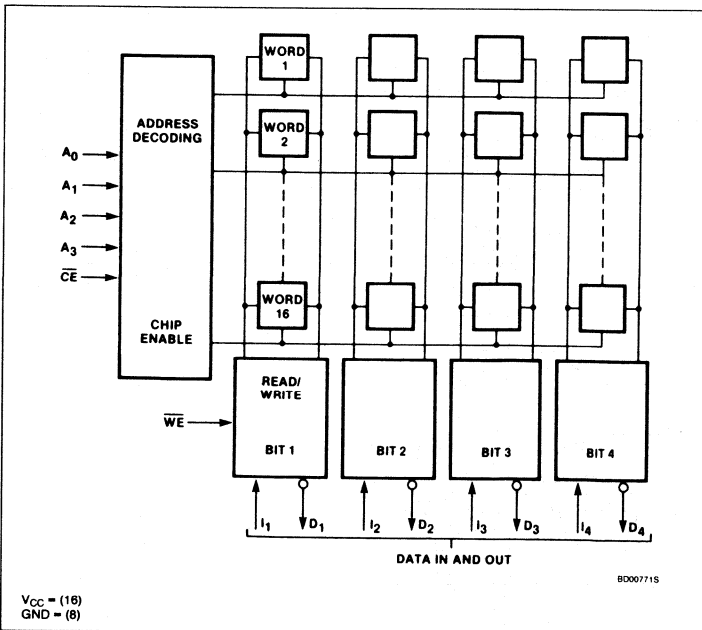 WORD
1
ADDRESS
DECODING
WORD
2
A0
A1
A2
A3
CE
WORD
16
CHIP
ENABLE
READ/
WRITE
WE
BIT 1
BIT 2
BIT 3
BIT 4
I1
D1
I2
D2
I3
D3
I4
D4
DATA IN AND OUT
BD00771S
VCC = (16)
GND = (8)